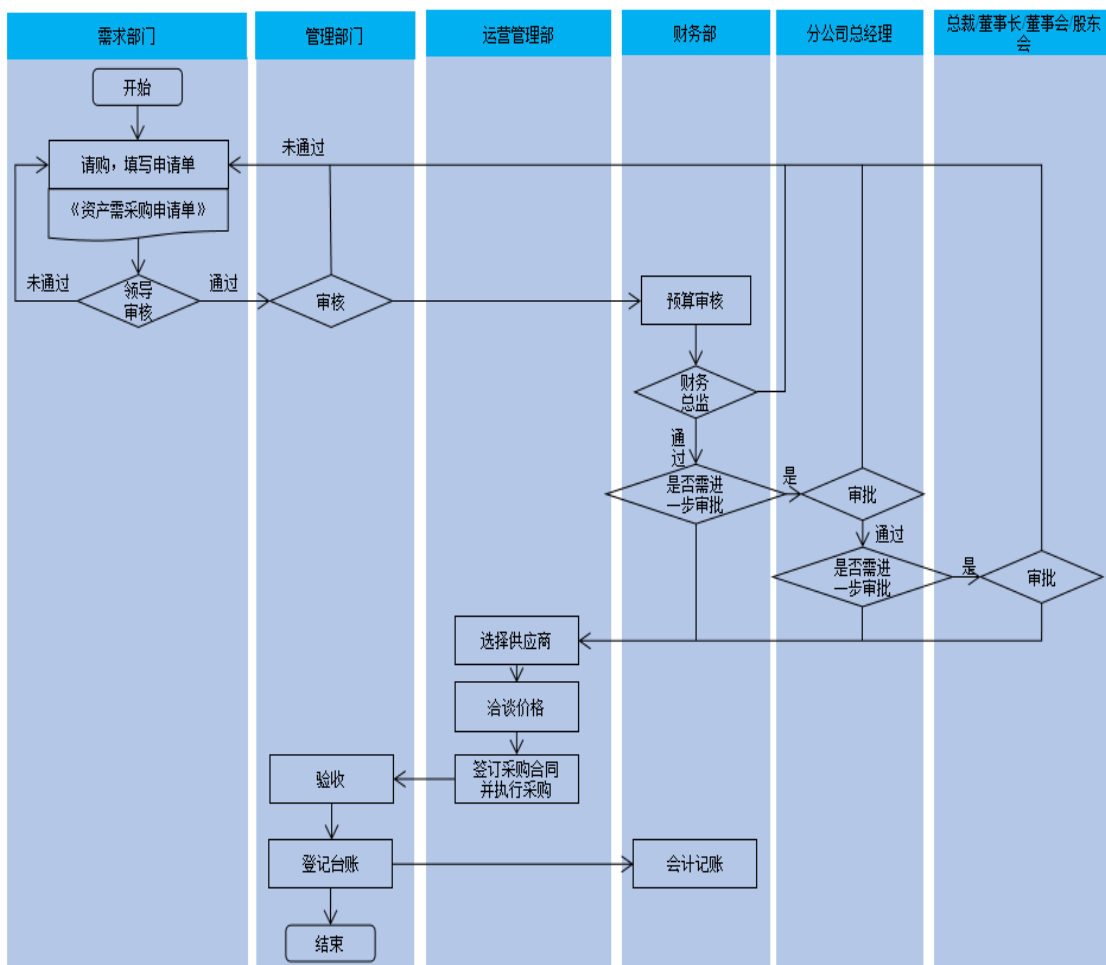 需求部门
管理部门
运营管理部
财务部
分公司总经理
总裁/董事长/董事会/股东
会
开始
请购，填写申请单
未通过
《资产需采购申请单》
未通过
领导
审核
通过
审核
预算审核
财务
总监
通
过
是否需进
一步审批
是
审批
通过
是否需进
一步审批
是
审批
选择供应商
洽谈价格
签订采购合同
并执行采购
验收
登记台账
会计记账
结束